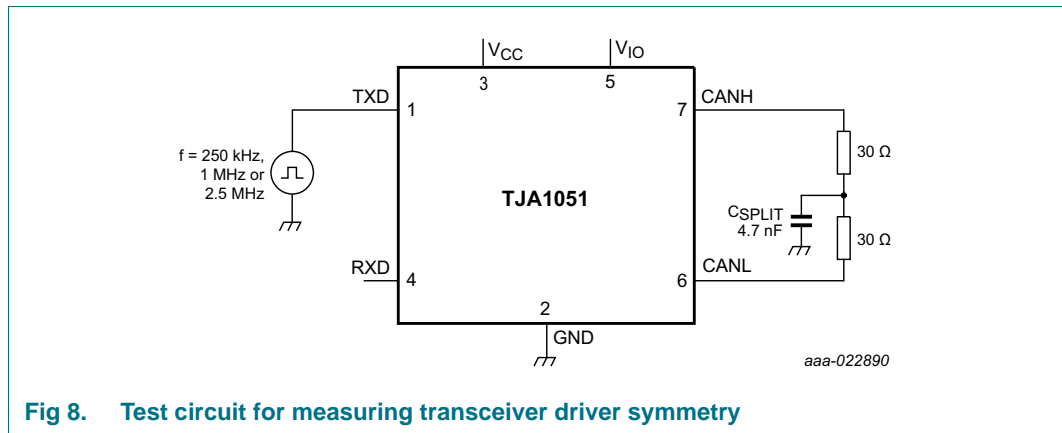 VCC
VIO
TXD
3
5
CANH
1
7
f = 250 kHz,
1 MHz or
2.5 MHz
30 Ω
TJA1051
CSPLIT
4.7 nF
30 Ω
RXD
4
6
CANL
2
GND
aaa-022890
Fig 8. Test circuit for measuring transceiver driver symmetry